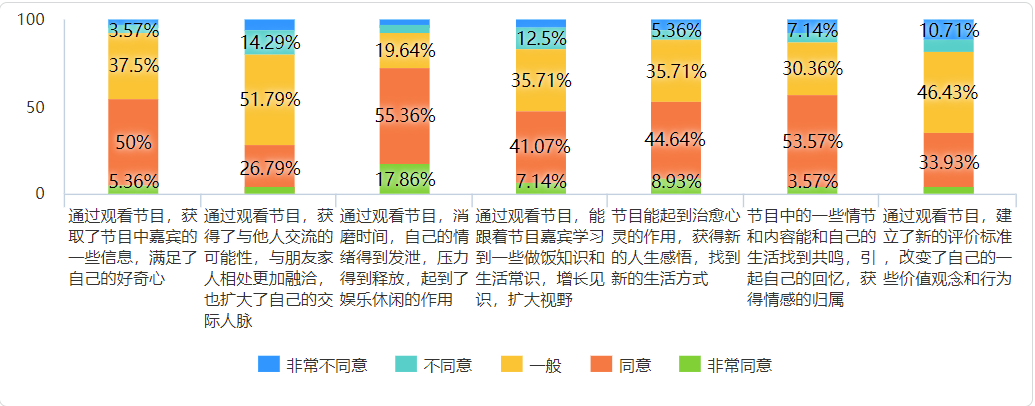 100
50
0
3.57%
37.5%
50%
5.36%
14.29%
51.79%
26.79%
19.64%
55.36%
17.86%
12.5%
35.71%
41.07%
7.14%
5.36%
35.71%
44.64%
8.93%
7.14%
30.36%
53.57%
3.57%
10.71%
46.43%
33.93%
通过观看节目，获
取了节目中嘉宾的
一些信息，满足了
自己的好奇心
通过观看节目，获
得了与他人交流的
可能性，与朋友家
人相处更加融洽，
也扩大了自己的交
际人脉
通过观看节目，消
磨时间，自己的情
绪得到发泄，压力
得到释放，起到了
娱乐休闲的作用
通过观看节目，能
跟着节目嘉宾学习
到一些做饭知识和
生活常识，增长见
识，扩大视野
节目能起到治愈心
灵的作用，获得新
的人生感悟，找到
新的生活方式
节目中的一些情节
和内容能和自己的
生活找到共鸣，引
起自己的回忆，获
得情感的归属
通过观看节目，建
立了新的评价标准
，改变了自己的一
些价值观念和行为
非常不同意
不同意
一般
同意
非常同意